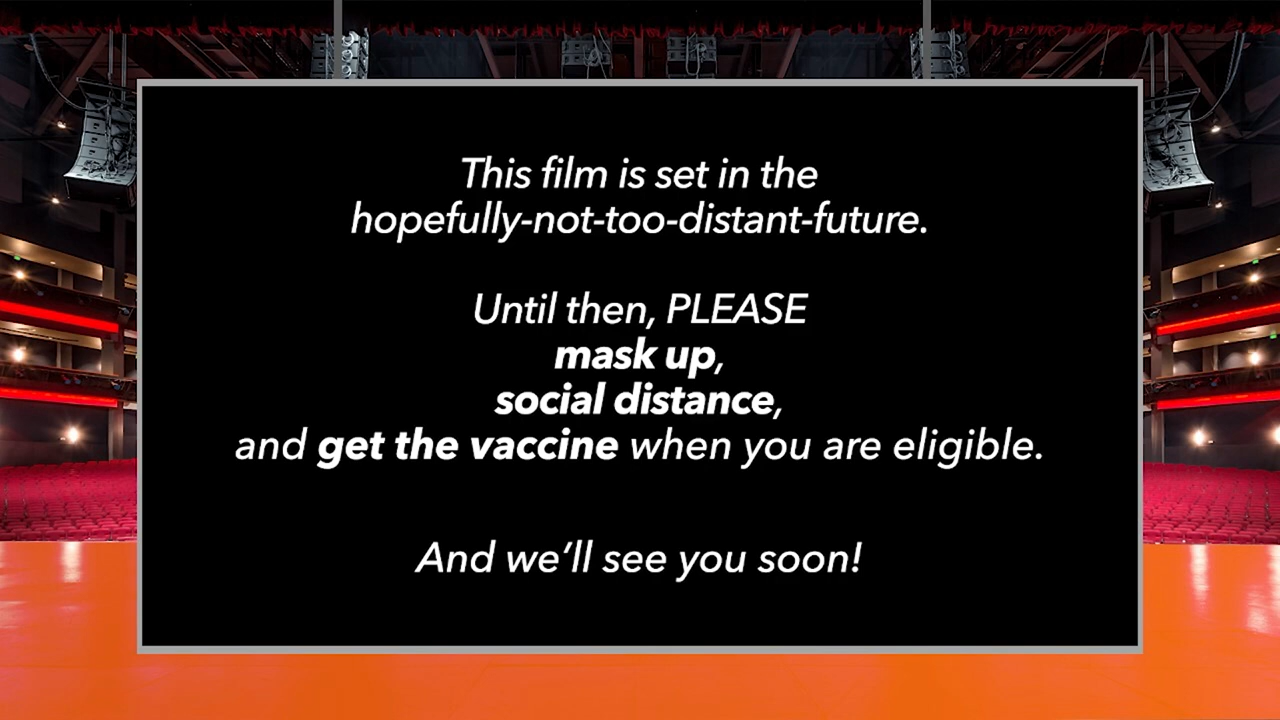 This film is set in the
hopefully-not-too-distant-future.
Until then, PLEASE
mask up,
social distance,
and get the vaccine when you are eligible.
And we’ll see you soon!